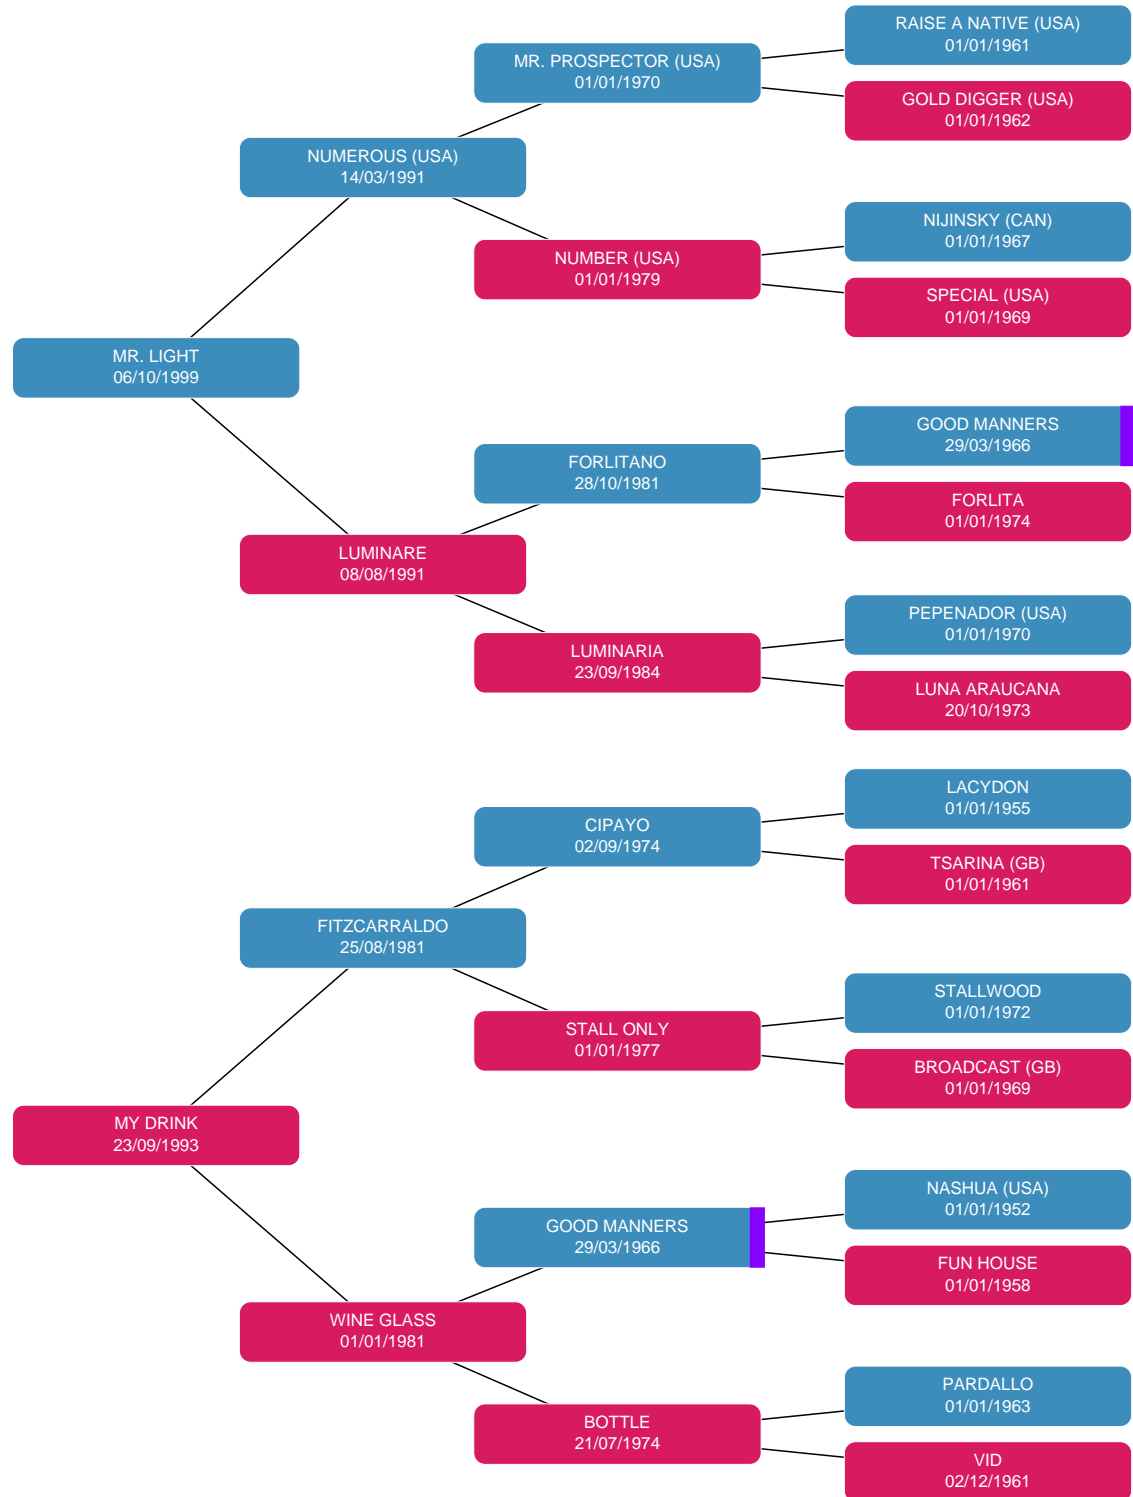 RAISE A NATIVE (USA)
01/01/1961
MR. PROSPECTOR (USA)
01/01/1970
GOLD DIGGER (USA)
01/01/1962
NUMEROUS (USA)
14/03/1991
NIJINSKY (CAN)
01/01/1967
NUMBER (USA)
01/01/1979
SPECIAL (USA)
01/01/1969
MR. LIGHT
06/10/1999
GOOD MANNERS
29/03/1966
FORLITANO
28/10/1981
FORLITA
01/01/1974
LUMINARE
08/08/1991
PEPENADOR (USA)
01/01/1970
LUMINARIA
23/09/1984
LUNA ARAUCANA
20/10/1973
LACYDON
01/01/1955
CIPAYO
02/09/1974
TSARINA (GB)
01/01/1961
FITZCARRALDO
25/08/1981
STALLWOOD
01/01/1972
STALL ONLY
01/01/1977
BROADCAST (GB)
01/01/1969
MY DRINK
23/09/1993
NASHUA (USA)
01/01/1952
GOOD MANNERS
29/03/1966
FUN HOUSE
01/01/1958
WINE GLASS
01/01/1981
PARDALLO
01/01/1963
BOTTLE
21/07/1974
VID
02/12/1961